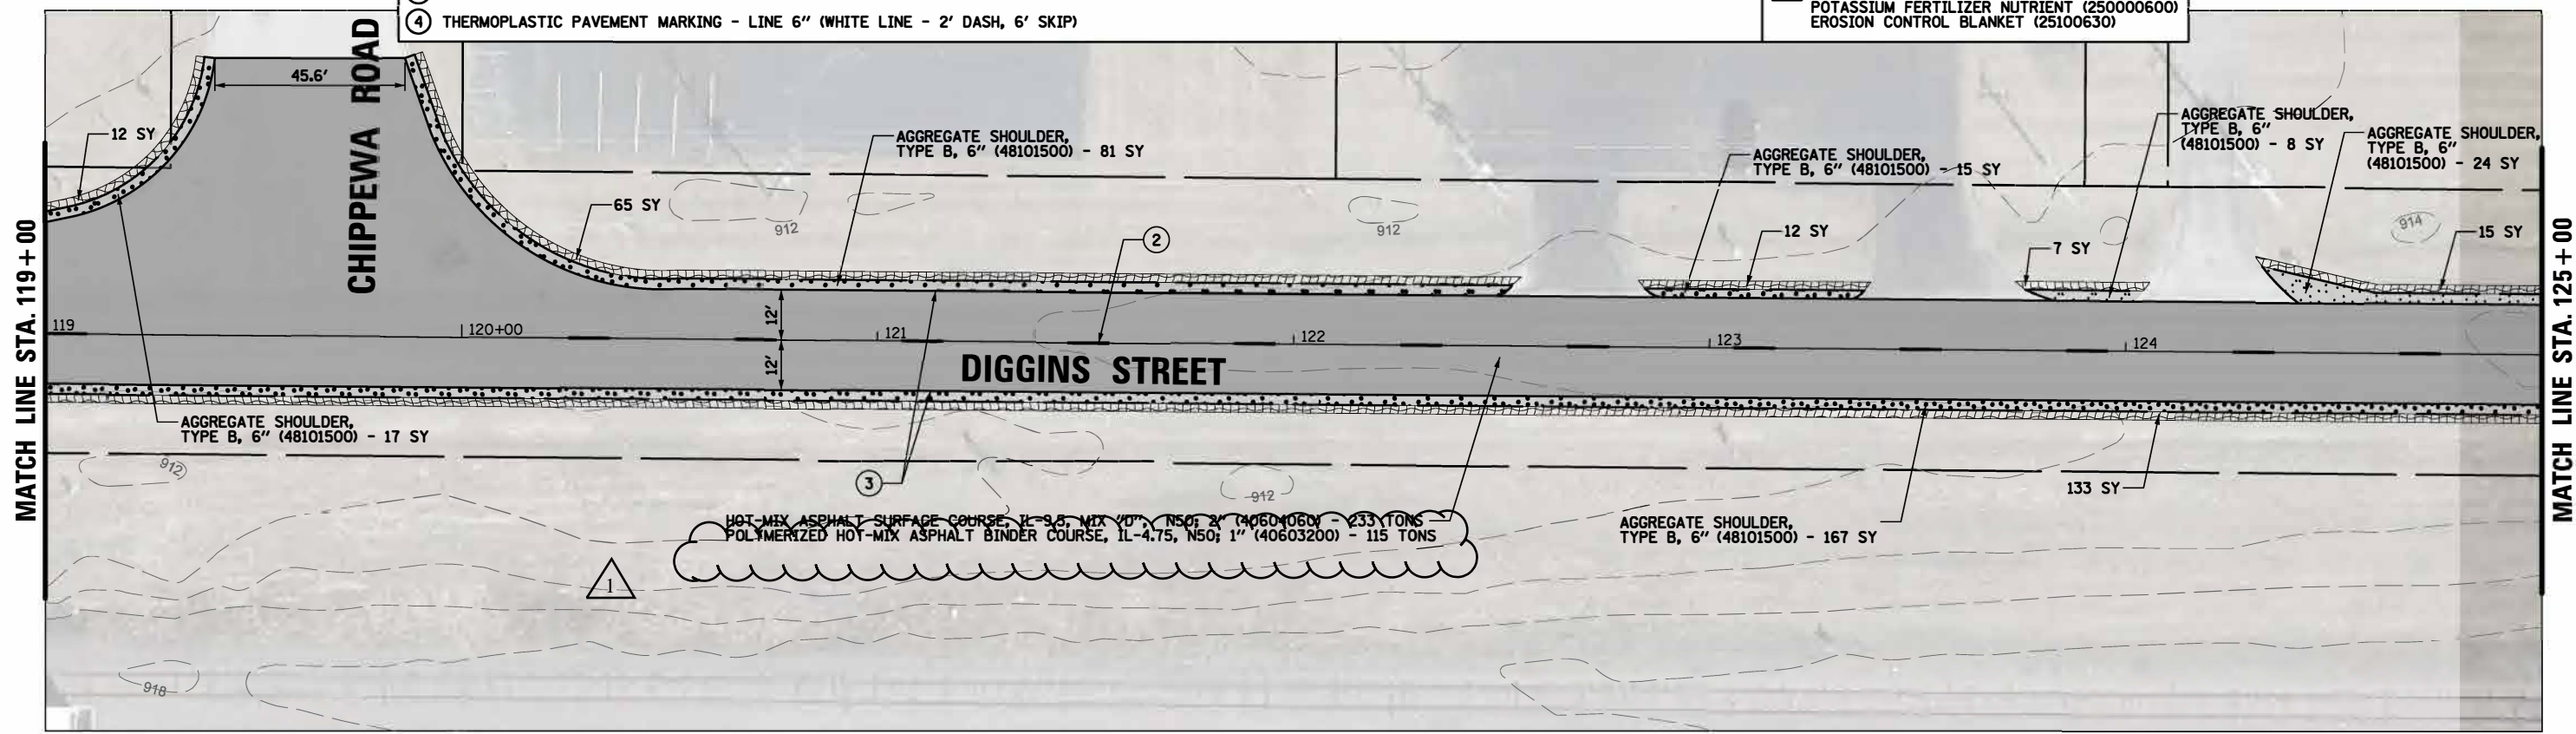 ④ THERMOPLASTIC PAVEMENT MARKING - LINE 6" (WHITE LINE - 2' DASH, 6' SKIP)
POTASSIUM FERTILIZER NUTRIENT (250000600)
EROSION CONTROL BLANKET (25100630)
CHIPPEWA ROAD
45.6'
12 SY
AGGREGATE SHOULDER,
TYPE B, 6" (48101500) - 81 SY
AGGREGATE SHOULDER,
TYPE B, 6" (48101500) - 15 SY
AGGREGATE SHOULDER,
TYPE B, 6"
(48101500) - 8 SY
AGGREGATE SHOULDER,
TYPE B, 6"
(48101500) - 24 SY
65 SY
912
912
②
12 SY
7 SY
914
15 SY
MATCH LINE STA. 119+00
MATCH LINE STA. 125+00
119
120+00
121
122
123
124
12'
12'
DIGGINS STREET
AGGREGATE SHOULDER,
TYPE B, 6" (48101500) - 17 SY
912
③
912
133 SY
HOT-MIX ASPHALT SURFACE COURSE, IL-9.5, MIX "D", N50; 2" (40604060) - 233 TONS
POLYMERIZED HOT-MIX ASPHALT BINDER COURSE, IL-4.75, N50; 1" (40603200) - 115 TONS
AGGREGATE SHOULDER,
TYPE B, 6" (48101500) - 167 SY
1
918